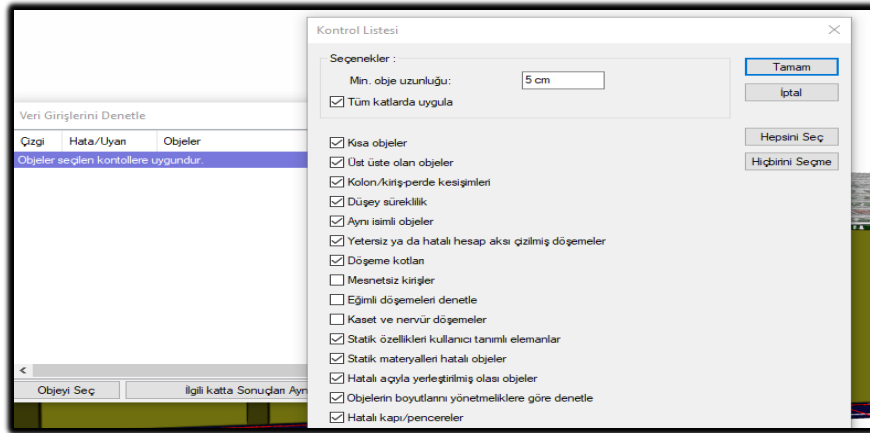 Kontrol Listesi
Seçenekler :
Min. obje uzunluğu: 5 cm
Tüm katlarda uygula
Tamam
İptal
Hepsini Seç
Hiçbirini Seçme
Kısa objeler
Üst üste olan objeler
Kolon/kiriş-perde kesişimleri
Düşey süreklilik
Aynı isimli objeler
Yetersiz ya da hatalı hesap aksı çizilmiş döşemeler
Döşeme kotları
Mesnetsiz kirişler
Eğimli döşemeleri denetle
Kaset ve nervür döşemeler
Statik özellikleri kullanıcı tanımlı elemanlar
Statik materyalleri hatalı objeler
Hatalı açıyla yerleştirilmiş olası objeler
Objelerin boyutlarını yönetmeliklere göre denetle
Hatalı kapı/pencereler
Veri Girişlerini Denetle
Çizgi Hata/Uyarı Objeler
Objeler seçilen kontollere uygundur.
Objeyi Seç
İlgili katta Sonuçları Ayrı